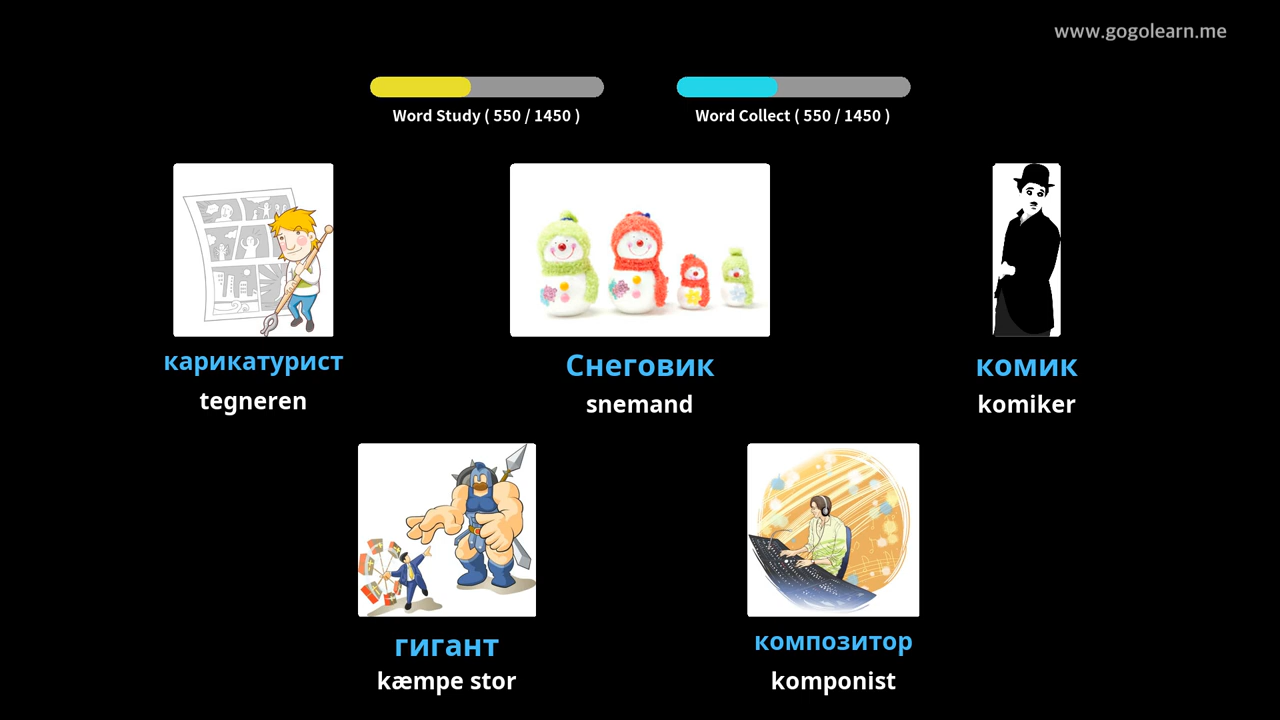 www.gogolearn.me
Word Study ( 550 / 1450 )
Word Collect ( 550 / 1450 )
карикатурист
tegneren
Снеговик
snemand
комик
komiker
гигант
kæmpe stor
композитор
komponist